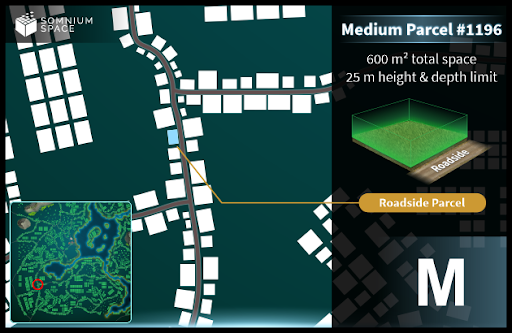 SOMNIUM
SPACE
Medium Parcel #1196
600 m² total space
25 m height & depth limit
Roadside
Roadside Parcel
M